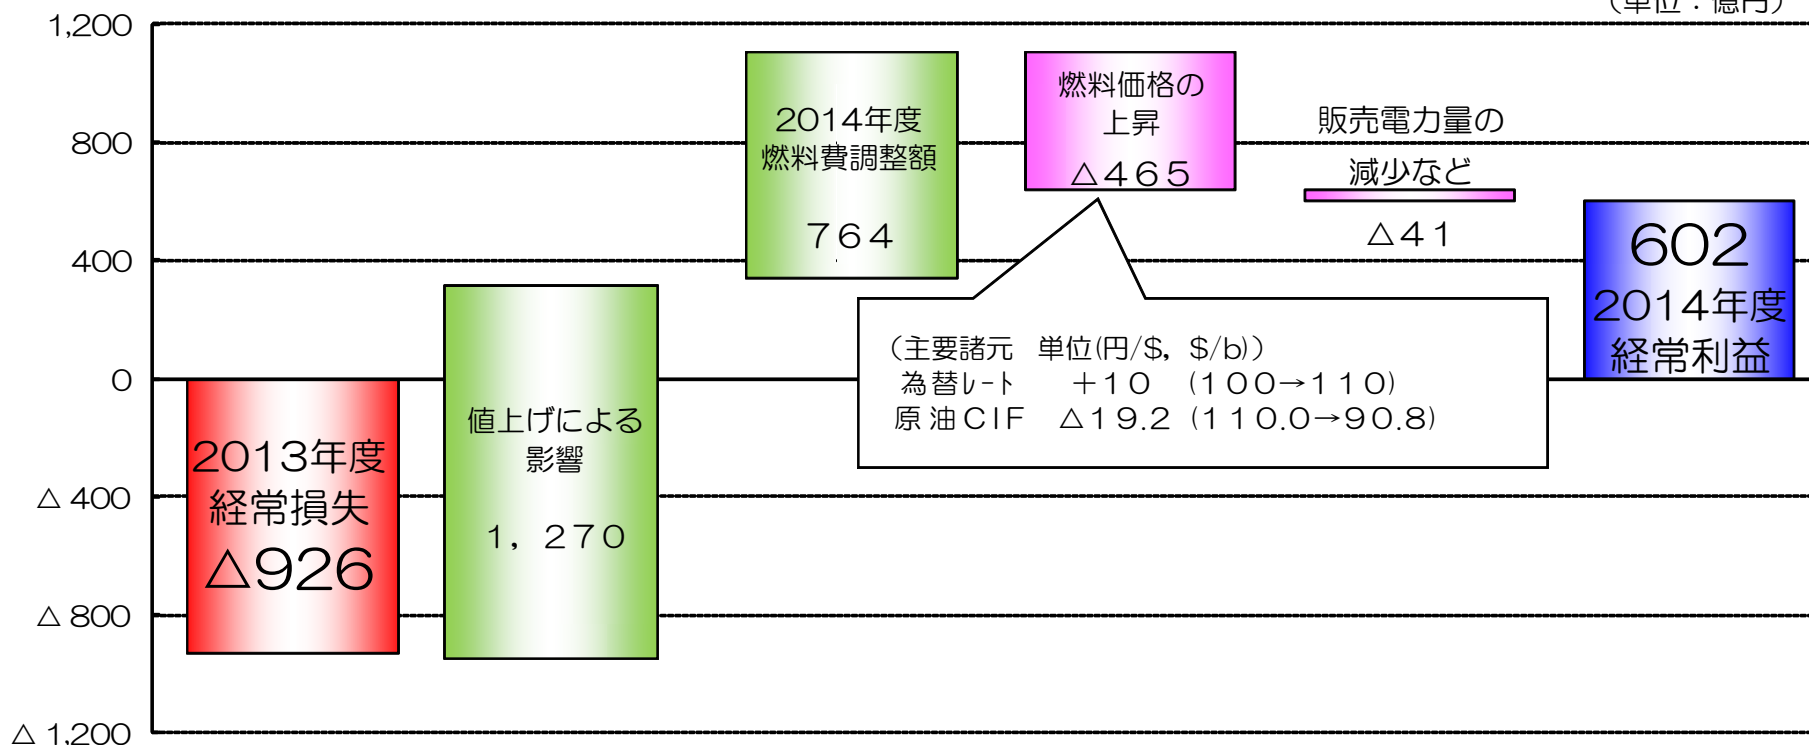 （単位：億円）
1,200
800
400
0
△ 400
△ 800
△ 1,200
2013年度
経常損失
△926
値上げによる
影響
１，２７０
2014年度
燃料費調整額
７６４
燃料価格の
上昇
△４６５
販売電力量の
減少など
△４１
602
2014年度
経常利益
（主要諸元　単位(円/$，$/b)）
為替ﾚｰﾄ　＋１０　(１００→１１０)
原油ＣＩＦ　△１９.２　(１１０.０→９０.８)